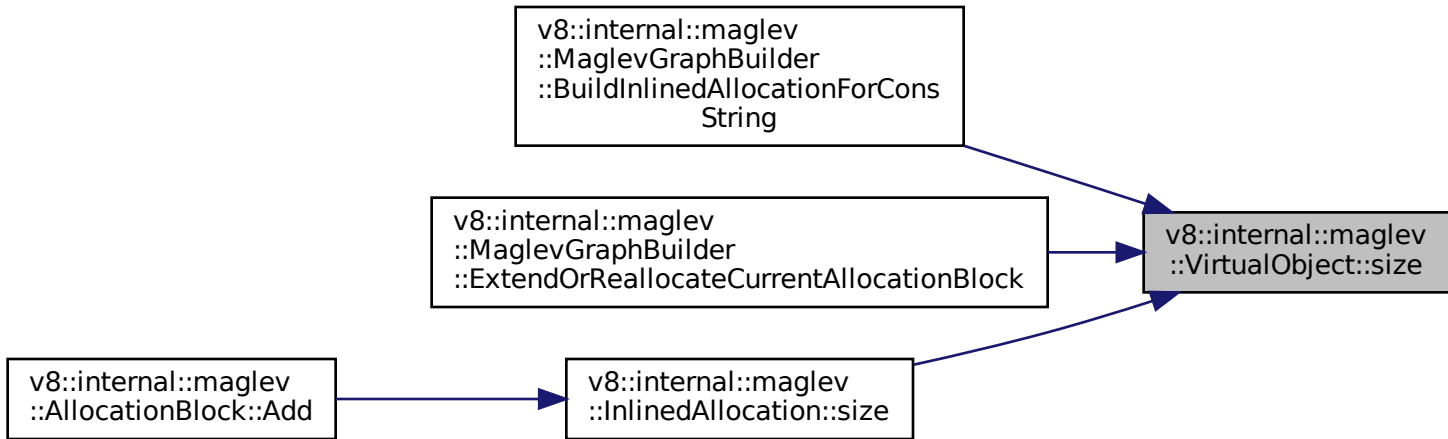 v8::internal::maglev
::MaglevGraphBuilder
::BuildInlinedAllocationForCons
String
v8::internal::maglev
::MaglevGraphBuilder
::ExtendOrReallocateCurrentAllocationBlock
v8::internal::maglev
::VirtualObject::size
v8::internal::maglev
::AllocationBlock::Add
v8::internal::maglev
::InlinedAllocation::size